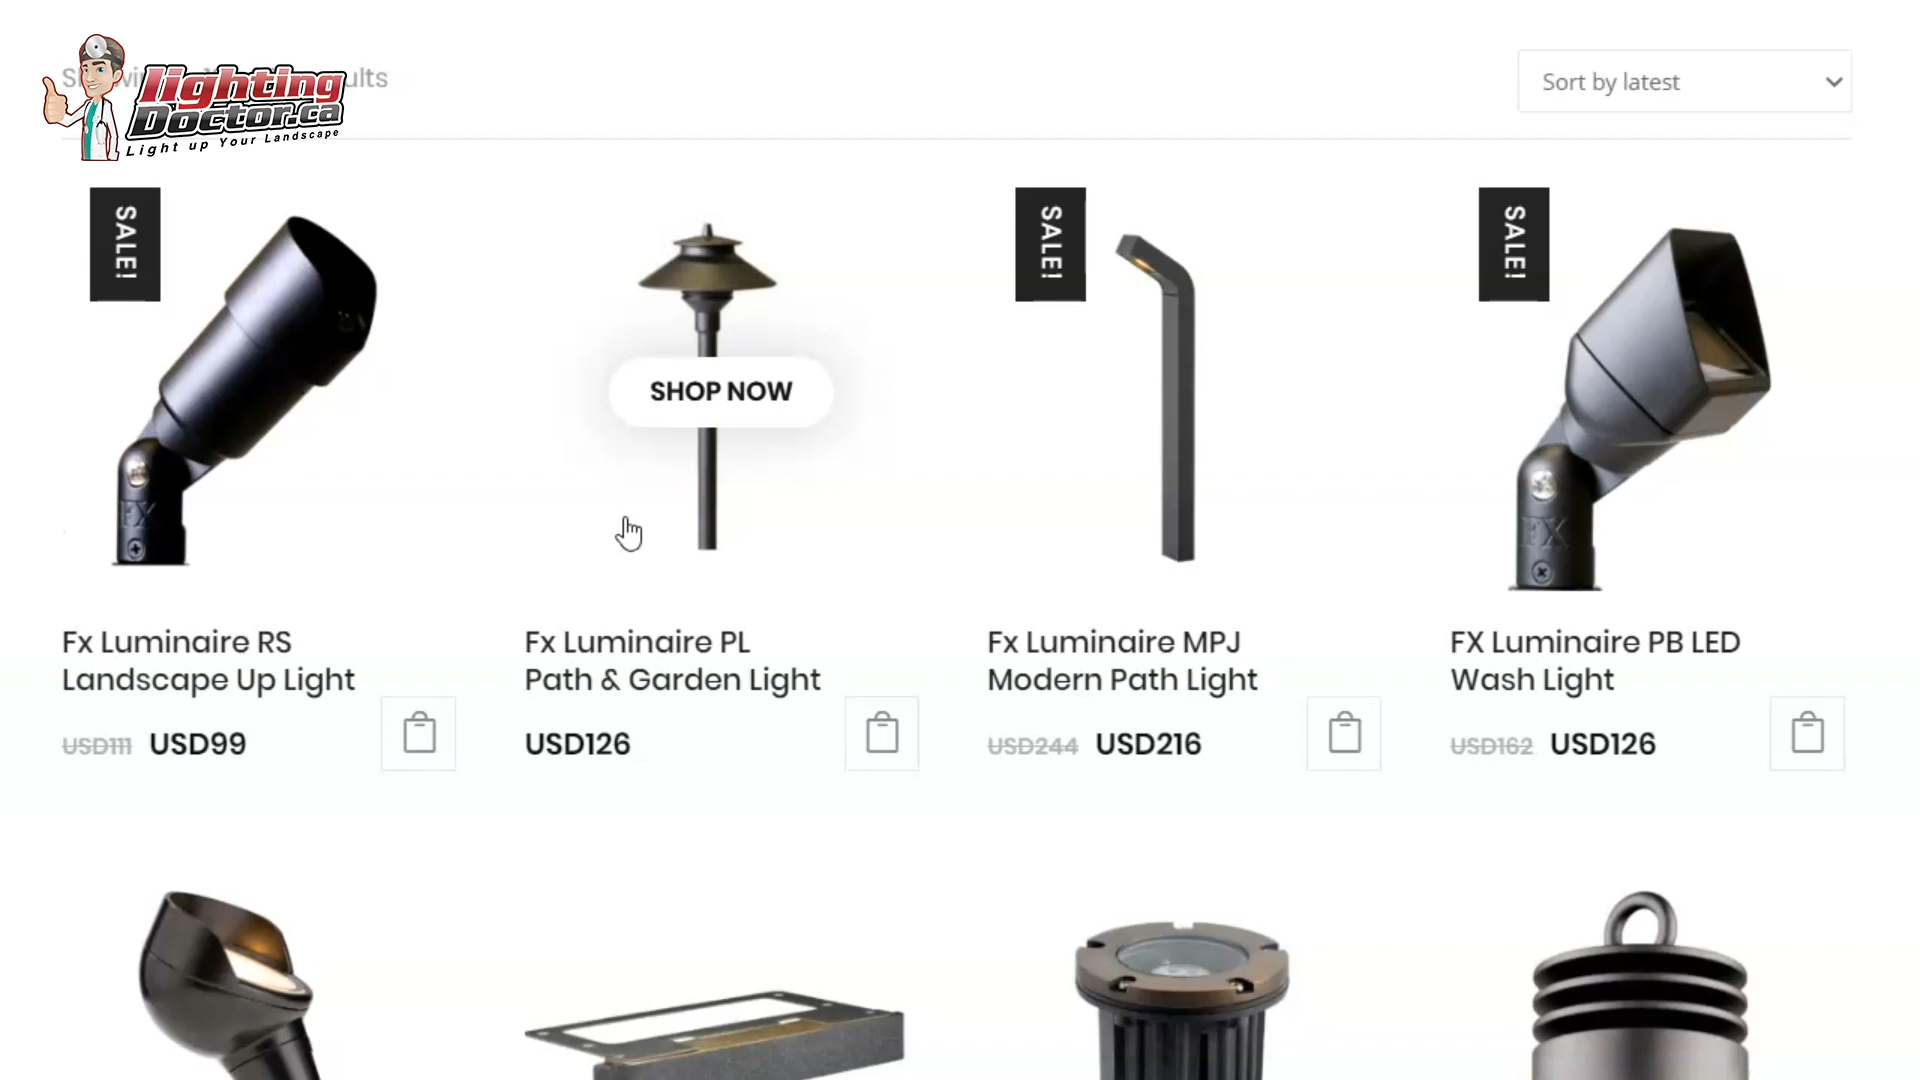 lighting
Doctor.ca
Light up Your Landscape
Sort by latest
SALE!
SALE!
SALE!
SHOP NOW
FX
FX
Fx Luminaire RS
Landscape Up Light
USD111 USD99
Fx Luminaire PL
Path & Garden Light
USD126
Fx Luminaire MPJ
Modern Path Light
USD244 USD216
FX Luminaire PB LED
Wash Light
USD162 USD126